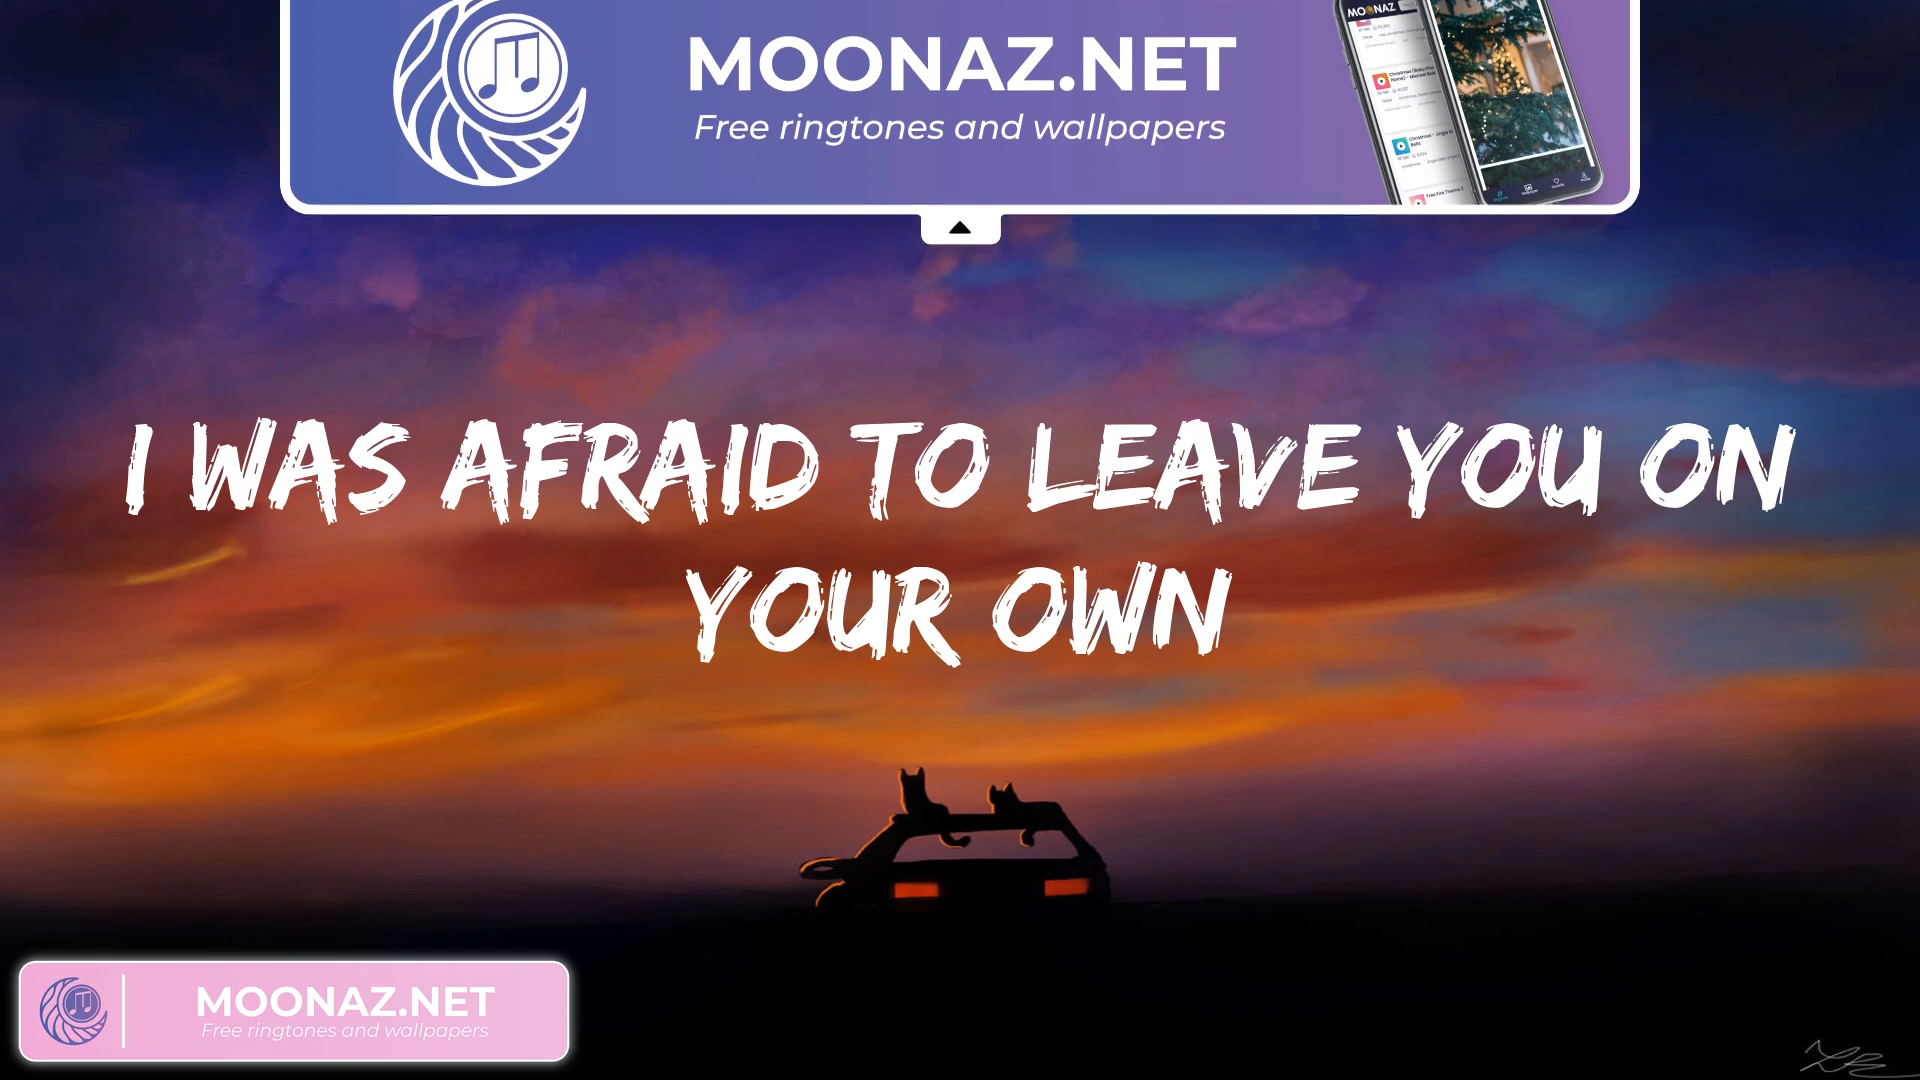 MOONAZ.NET
Free ringtones and wallpapers
MOONAZ
I WAS AFRAID TO LEAVE YOU ON
YOUR OWN
MOONAZ.NET
Free ringtones and wallpapers